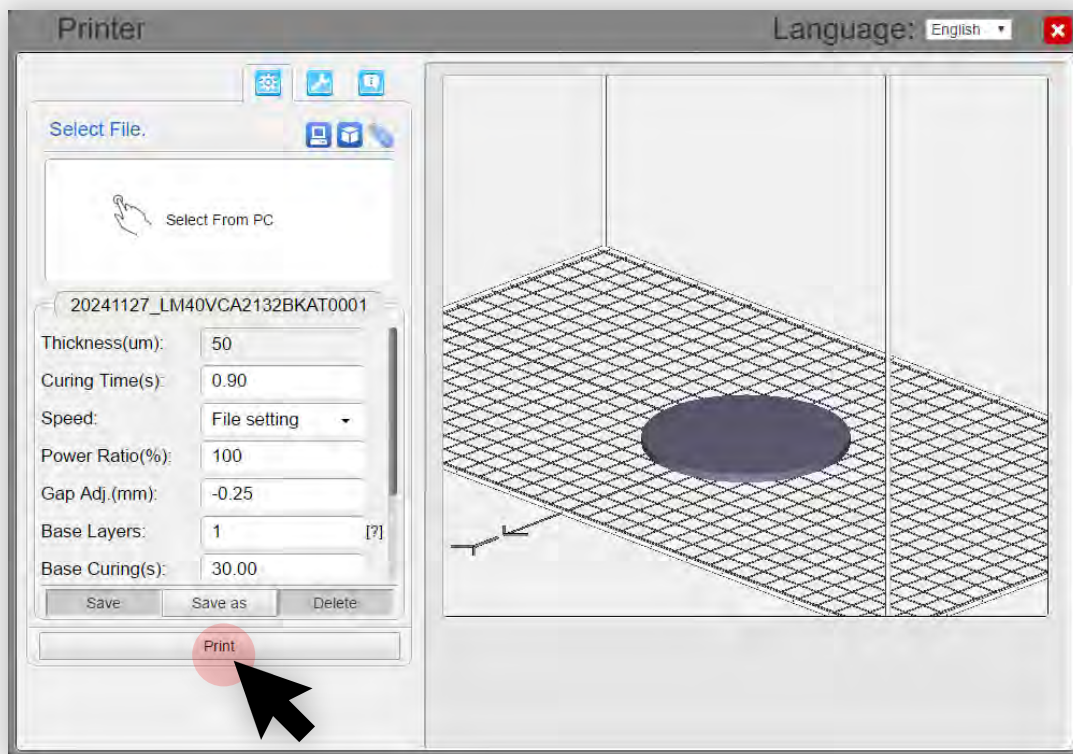 Printer
Language: English
Select File.
Select From PC
20241127_LM40VCA2132BKAT0001
Thickness(um): 50
Curing Time(s): 0.90
Speed: File setting
Power Ratio(%): 100
Gap Adj.(mm): -0.25
Base Layers: 1 [?]
Base Curing(s): 30.00
Save Save as Delete
Print